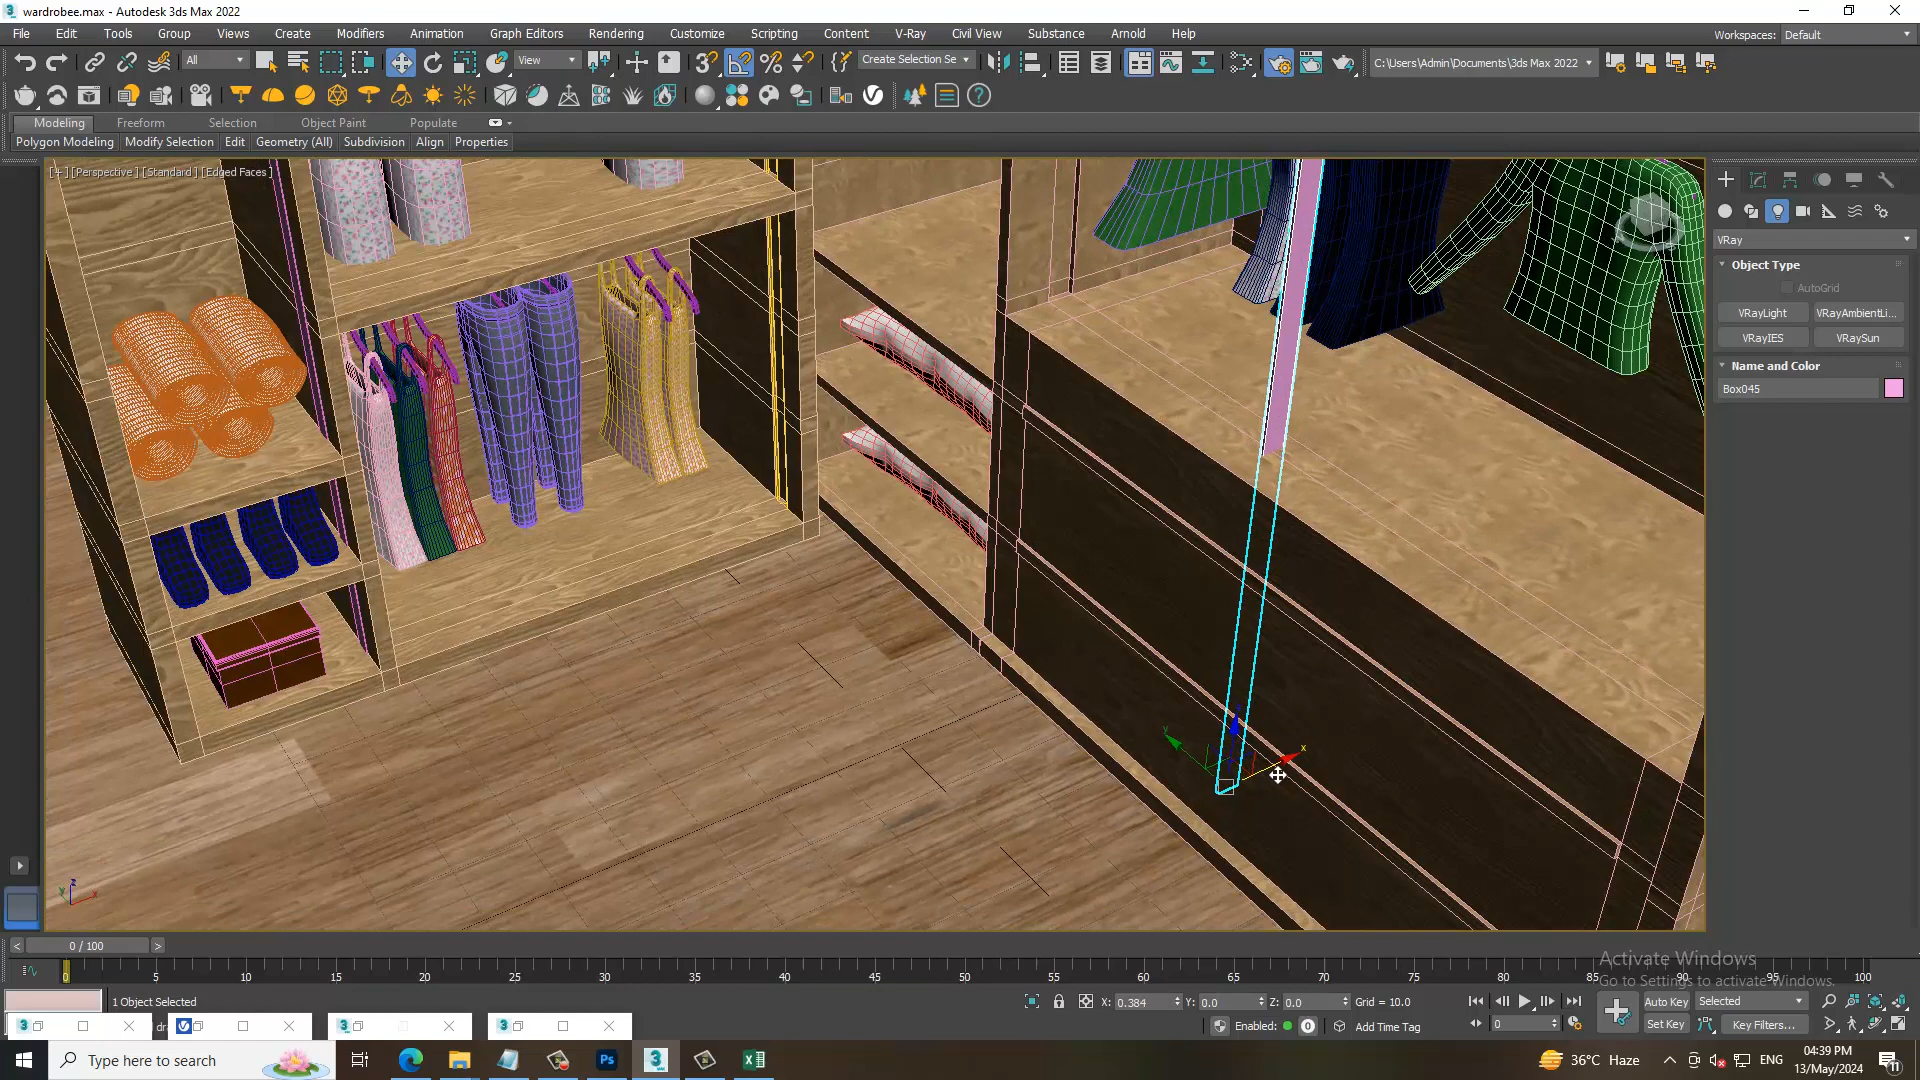 wardrobee.max - Autodesk 3ds Max 2022
File Edit Tools Group Views Create Modifiers Animation Graph Editors Rendering Customize Scripting Content V-Ray Civil View Substance Arnold Help
Workspaces: Default
All View Create Selection Se C:\Users\Admin\Documents\3ds Max 2022
Modeling Freeform Selection Object Paint Populate
Polygon Modeling Modify Selection Edit Geometry (All) Subdivision Align Properties
[+] [Perspective] [Standard] [Edged Faces]
VRay
Object Type
AutoGrid
VRayLight VRayAmbientLi...
VRayIES VRaySun
Name and Color
Box045
0 / 100
0 5 10 15 20 25 30 35 40 45 50 55 60 65 70 75 80 85 90 95 100
Activate Windows
Go to Settings to activate Windows.
1 Object Selected
X: 0.384 Y: 0.0 Z: 0.0 Grid = 10.0
Auto Key Selected
Enabled: 0 Add Time Tag
0 Set Key Key Filters...
Type here to search
36°C Haze
ENG
04:39 PM
13/May/2024
11